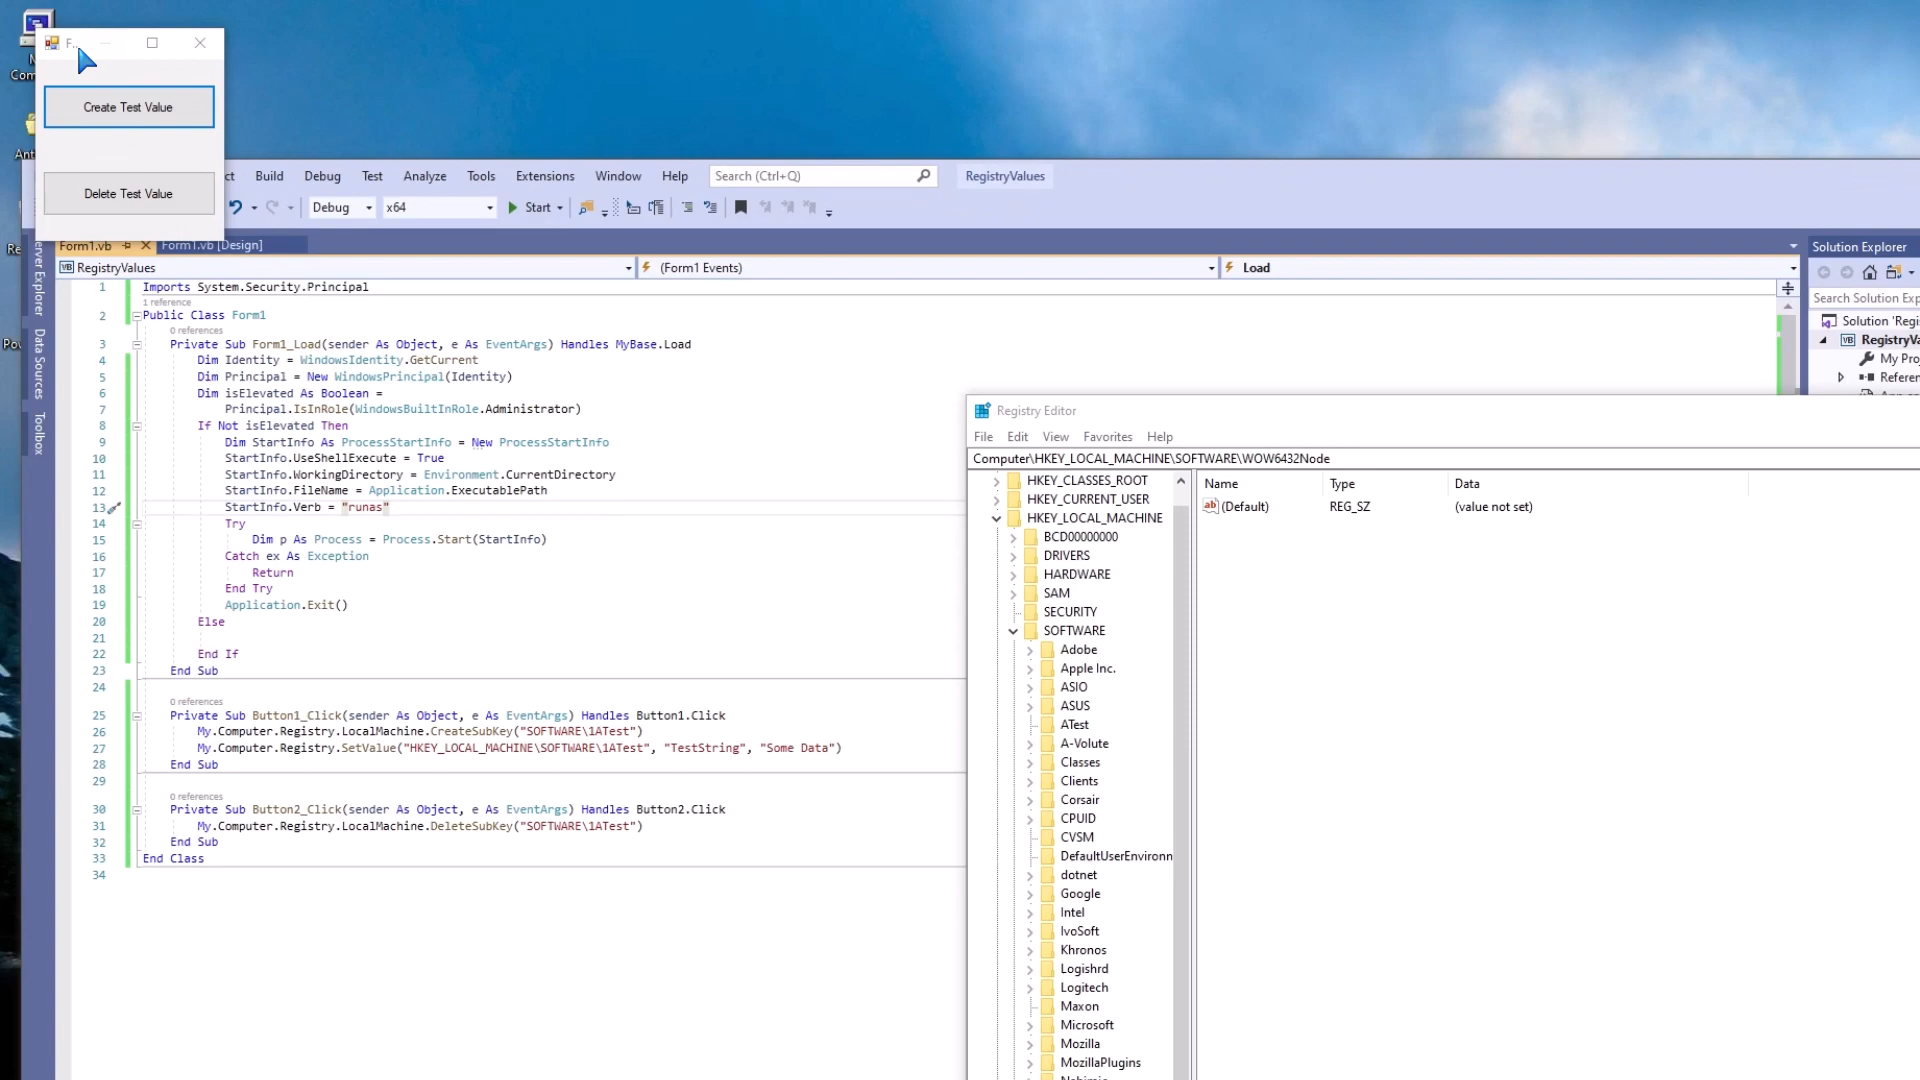 F...
Create Test Value
Delete Test Value
Build Debug Test Analyze Tools Extensions Window Help Search (Ctrl+Q) RegistryValues
Debug x64 Start
Form1.vb Form1.vb [Design]
RegistryValues (Form1 Events) Load
Data Sources
Toolbox
1 Imports System.Security.Principal
1 reference
2 Public Class Form1
0 references
3 Private Sub Form1_Load(sender As Object, e As EventArgs) Handles MyBase.Load
4 Dim Identity = WindowsIdentity.GetCurrent
5 Dim Principal = New WindowsPrincipal(Identity)
6 Dim isElevated As Boolean =
7 Principal.IsInRole(WindowsBuiltInRole.Administrator)
8 If Not isElevated Then
9 Dim StartInfo As ProcessStartInfo = New ProcessStartInfo
10 StartInfo.UseShellExecute = True
11 StartInfo.WorkingDirectory = Environment.CurrentDirectory
12 StartInfo.FileName = Application.ExecutablePath
13 StartInfo.Verb = "runas"
14 Try
15 Dim p As Process = Process.Start(StartInfo)
16 Catch ex As Exception
17 Return
18 End Try
19 Application.Exit()
20 Else
21
22 End If
23 End Sub
24
0 references
25 Private Sub Button1_Click(sender As Object, e As EventArgs) Handles Button1.Click
26 My.Computer.Registry.LocalMachine.CreateSubKey("SOFTWARE\1ATest")
27 My.Computer.Registry.SetValue("HKEY_LOCAL_MACHINE\SOFTWARE\1ATest", "TestString", "Some Data")
28 End Sub
29
0 references
30 Private Sub Button2_Click(sender As Object, e As EventArgs) Handles Button2.Click
31 My.Computer.Registry.LocalMachine.DeleteSubKey("SOFTWARE\1ATest")
32 End Sub
33 End Class
34
Solution Explorer
Search Solution Exp
Solution 'Regi
RegistryVa
My Pro
Referen
Registry Editor
File Edit View Favorites Help
Computer\HKEY_LOCAL_MACHINE\SOFTWARE\WOW6432Node
HKEY_CLASSES_ROOT
HKEY_CURRENT_USER
HKEY_LOCAL_MACHINE
BCD00000000
DRIVERS
HARDWARE
SAM
SECURITY
SOFTWARE
Adobe
Apple Inc.
ASIO
ASUS
ATest
A-Volute
Classes
Clients
Corsair
CPUID
CVSM
DefaultUserEnvironn
dotnet
Google
Intel
IvoSoft
Khronos
Logishrd
Logitech
Maxon
Microsoft
Mozilla
MozillaPlugins
Name Type Data
(Default) REG_SZ (value not set)